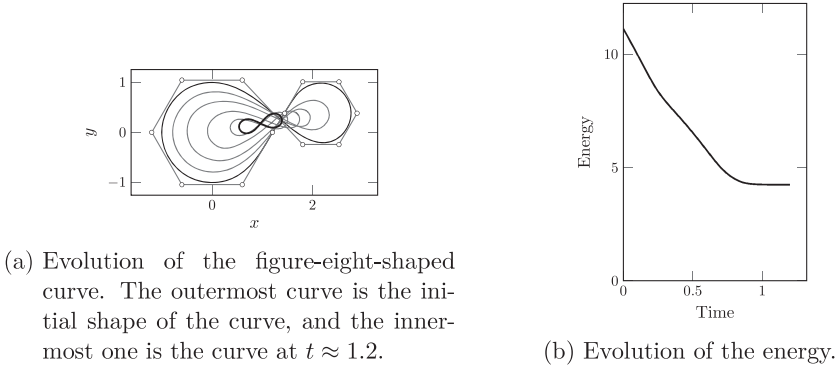 1
0
−1
y
0
2
x
(a) Evolution of the figure-eight-shaped
curve. The outermost curve is the ini-
tial shape of the curve, and the inner-
most one is the curve at t ≈ 1.2.
10
5
0
Energy
0
0.5
1
Time
(b) Evolution of the energy.